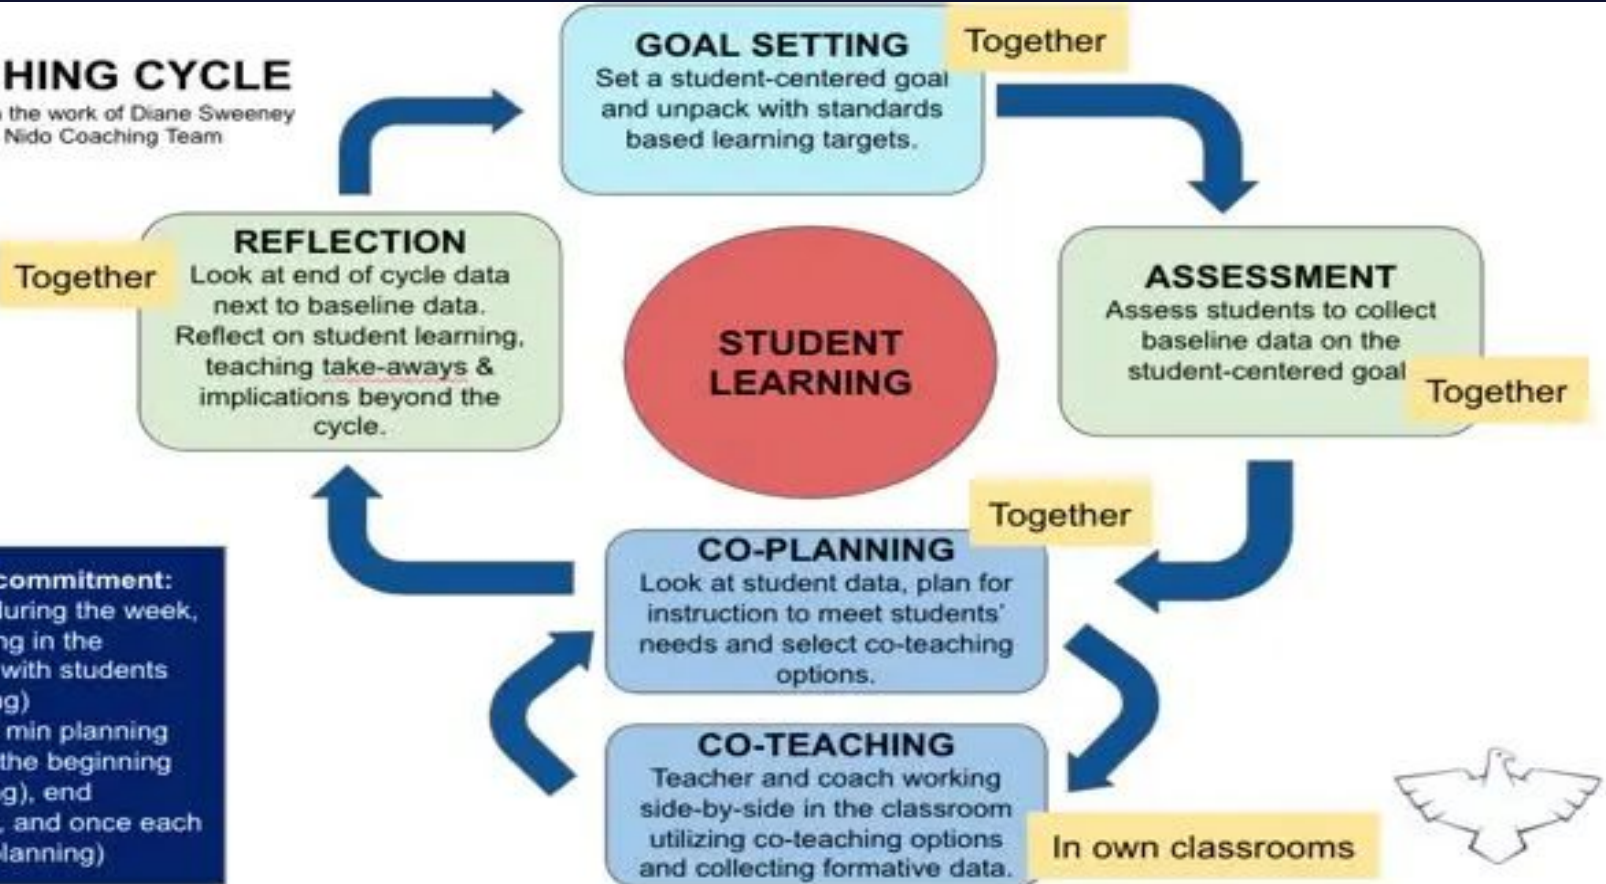 HING CYCLE
the work of Diane Sweeney
Nido Coaching Team
GOAL SETTING
Set a student-centered goal
and unpack with standards
based learning targets.
Together
REFLECTION
Look at end of cycle data
next to baseline data.
Reflect on student learning,
teaching take-aways &
implications beyond the
cycle.
Together
STUDENT
LEARNING
ASSESSMENT
Assess students to collect
baseline data on the
student-centered goal
Together
Together
CO-PLANNING
Look at student data, plan for
instruction to meet students'
needs and select co-teaching
options.
CO-TEACHING
Teacher and coach working
side-by-side in the classroom
utilizing co-teaching options
and collecting formative data.
In own classrooms
commitment:
during the week,
ng in the
with students
g)
min planning
the beginning
g), end
, and once each
lanning)